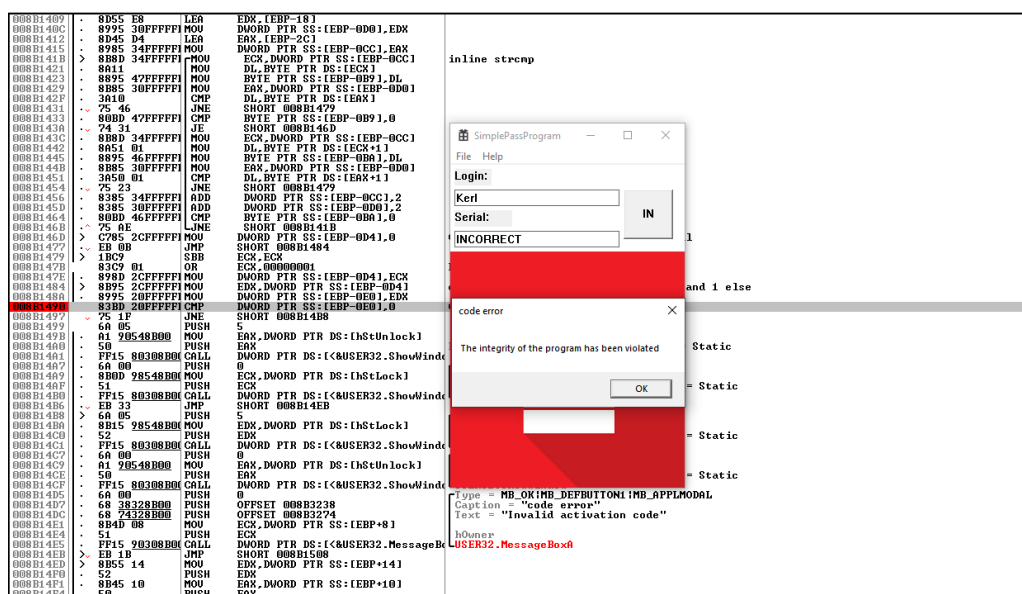 008B1409 . 8D55 E8 LEA EDX,[EBP-18]
008B140C . 8995 30FFFFFI MOV DWORD PTR SS:[EBP-0D0],EDX
008B1412 . 8D45 D4 LEA EAX,[EBP-2C]
008B1415 . 8985 34FFFFFI MOV DWORD PTR SS:[EBP-0CC],EAX
008B141B > 8B8D 34FFFFFI MOV ECX,DWORD PTR SS:[EBP-0CC] inline strcmp
008B1421 . 8A11 MOV DL,BYTE PTR DS:[ECX]
008B1423 . 8895 47FFFFFI MOV BYTE PTR SS:[EBP-0B9],DL
008B1429 . 8B85 30FFFFFI MOV EAX,DWORD PTR SS:[EBP-0D0]
008B142F . 3A10 CMP DL,BYTE PTR DS:[EAX]
008B1431 . 75 46 JNE SHORT 008B1479
008B1433 . 80BD 47FFFFFI CMP BYTE PTR SS:[EBP-0B9],0
008B143A . 74 31 JE SHORT 008B146D
008B143C . 8B8D 34FFFFFI MOV ECX,DWORD PTR SS:[EBP-0CC]
008B1442 . 8A51 01 MOV DL,BYTE PTR DS:[ECX+1]
008B1445 . 8895 46FFFFFI MOV BYTE PTR SS:[EBP-0BA],DL
008B144B . 8B85 30FFFFFI MOV EAX,DWORD PTR SS:[EBP-0D0]
008B1451 . 3A50 01 CMP DL,BYTE PTR DS:[EAX+1]
008B1454 . 75 23 JNE SHORT 008B1479
008B1456 . 8385 34FFFFFI ADD DWORD PTR SS:[EBP-0CC],2
008B145D . 8385 30FFFFFI ADD DWORD PTR SS:[EBP-0D0],2
008B1464 . 80BD 46FFFFFI CMP BYTE PTR SS:[EBP-0BA],0
008B146B . 75 AE JNE SHORT 008B141B
008B146D > C785 2CFFFFFI MOV DWORD PTR SS:[EBP-0D4],0
008B1477 . EB 0B JMP SHORT 008B1484
008B1479 > 1BC9 SBB ECX,ECX
008B147B 83C9 01 OR ECX,00000001
008B147E . 898D 2CFFFFFI MOV DWORD PTR SS:[EBP-0D4],ECX
008B1484 > 8B95 2CFFFFFI MOV EDX,DWORD PTR SS:[EBP-0D4] and 1 else
008B148A . 8995 20FFFFFI MOV DWORD PTR SS:[EBP-0E0],EDX
008B1490 . 83BD 20FFFFFI CMP DWORD PTR SS:[EBP-0E0],0
008B1497 75 1F JNE SHORT 008B14B8
008B1499 6A 05 PUSH 5
008B149B . A1 90548B00 MOV EAX,DWORD PTR DS:[hStUnlock]
008B14A0 . 50 PUSH EAX Static
008B14A1 . FF15 80308B00 CALL DWORD PTR DS:[<&USER32.ShowWindo
008B14A7 . 6A 00 PUSH 0
008B14A9 . 8B0D 98548B00 MOV ECX,DWORD PTR DS:[hStLock]
008B14AF . 51 PUSH ECX = Static
008B14B0 . FF15 80308B00 CALL DWORD PTR DS:[<&USER32.ShowWindo
008B14B6 . EB 33 JMP SHORT 008B14EB
008B14B8 > 6A 05 PUSH 5
008B14BA . 8B15 98548B00 MOV EDX,DWORD PTR DS:[hStLock]
008B14C0 . 52 PUSH EDX = Static
008B14C1 . FF15 80308B00 CALL DWORD PTR DS:[<&USER32.ShowWindo
008B14C7 . 6A 00 PUSH 0
008B14C9 . A1 90548B00 MOV EAX,DWORD PTR DS:[hStUnlock]
008B14CE . 50 PUSH EAX = Static
008B14CF . FF15 80308B00 CALL DWORD PTR DS:[<&USER32.ShowWindo
008B14D5 . 6A 00 PUSH 0 Type = MB_OK|MB_DEFBUTTON1|MB_APPLMODAL
008B14D7 . 68 38328B00 PUSH OFFSET 008B3238 Caption = "code error"
008B14DC . 68 74328B00 PUSH OFFSET 008B3274 Text = "Invalid activation code"
008B14E1 . 8B4D 08 MOV ECX,DWORD PTR SS:[EBP+8]
008B14E4 . 51 PUSH ECX hOwner
008B14E5 . FF15 90308B00 CALL DWORD PTR DS:[<&USER32.MessageBo USER32.MessageBoxA
008B14EB > EB 1B JMP SHORT 008B1508
008B14ED > 8B55 14 MOV EDX,DWORD PTR SS:[EBP+14]
008B14F0 . 52 PUSH EDX
008B14F1 . 8B45 10 MOV EAX,DWORD PTR SS:[EBP+10]
008B14F4 . 50 PUSH EAX
SimplePassProgram
File Help
Login:
Kerl
IN
Serial:
INCORRECT
code error
The integrity of the program has been violated
OK